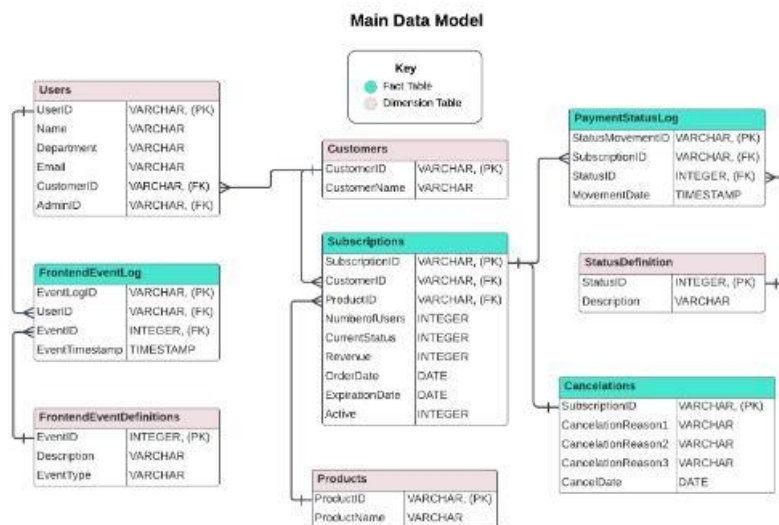 Main Data Model
Key
Fact Table
Dimension Table
Users
UserID VARCHAR, (PK)
Name VARCHAR
Department VARCHAR
Email VARCHAR
CustomerID VARCHAR, (FK)
AdminID VARCHAR, (FK)
FrontendEventLog
EventLogID VARCHAR, (PK)
UserID VARCHAR, (FK)
EventID INTEGER, (FK)
EventTimestamp TIMESTAMP
FrontendEventDefinitions
EventID INTEGER, (PK)
Description VARCHAR
EventType VARCHAR
Customers
CustomerID VARCHAR, (PK)
CustomerName VARCHAR
Subscriptions
SubscriptionID VARCHAR, (PK)
CustomerID VARCHAR, (FK)
ProductID VARCHAR, (FK)
NumberofUsers INTEGER
CurrentStatus INTEGER
Revenue INTEGER
OrderDate DATE
ExpirationDate DATE
Active INTEGER
Products
ProductID VARCHAR, (PK)
ProductName VARCHAR
PaymentStatusLog
StatusMovementID VARCHAR, (PK)
SubscriptionID VARCHAR, (FK)
StatusID INTEGER, (FK)
MovementDate TIMESTAMP
StatusDefinition
StatusID INTEGER, (PK)
Description VARCHAR
Cancelations
SubscriptionID VARCHAR, (PK)
CancelationReason1 VARCHAR
CancelationReason2 VARCHAR
CancelationReason3 VARCHAR
CancelDate DATE